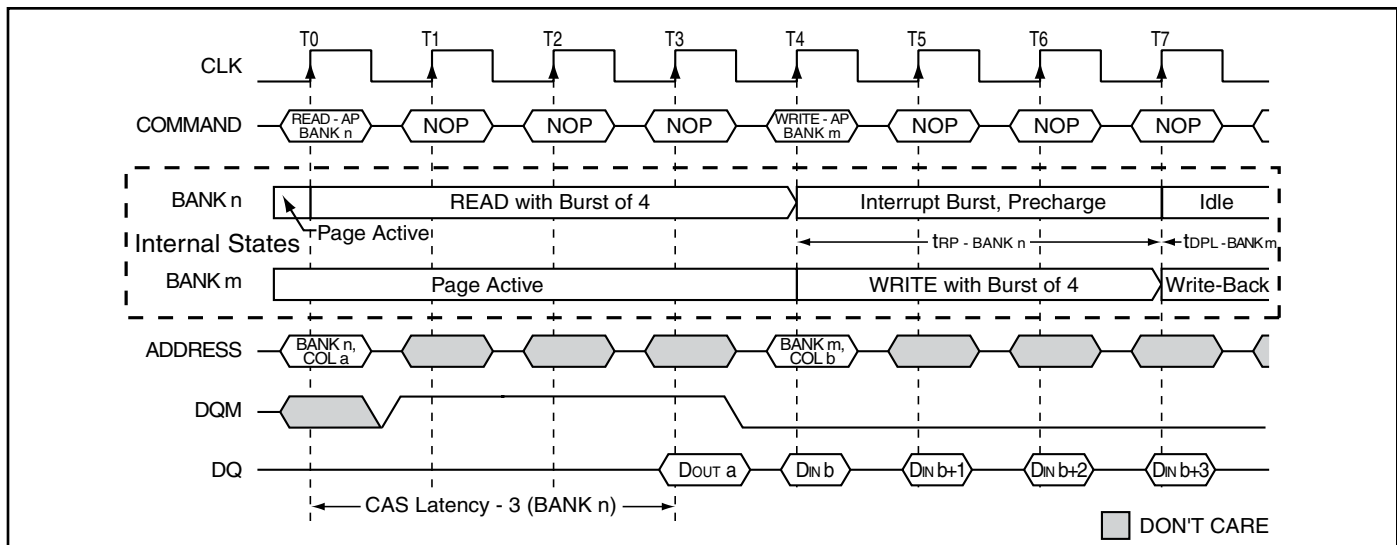 T0 T1 T2 T3 T4 T5 T6 T7
CLK
COMMAND
READ - AP
BANK n
NOP NOP NOP
WRITE - AP
BANK m
NOP NOP NOP
BANK n
READ with Burst of 4
Interrupt Burst, Precharge
Idle
Page Active
Internal States
tRP - BANK n
tDPL - BANK m
BANK m
Page Active
WRITE with Burst of 4
Write-Back
ADDRESS
BANK n,
COL a
BANK m,
COL b
DQM
DQ
DOUT a
DIN b
DIN b+1
DIN b+2
DIN b+3
CAS Latency - 3 (BANK n)
DON'T CARE